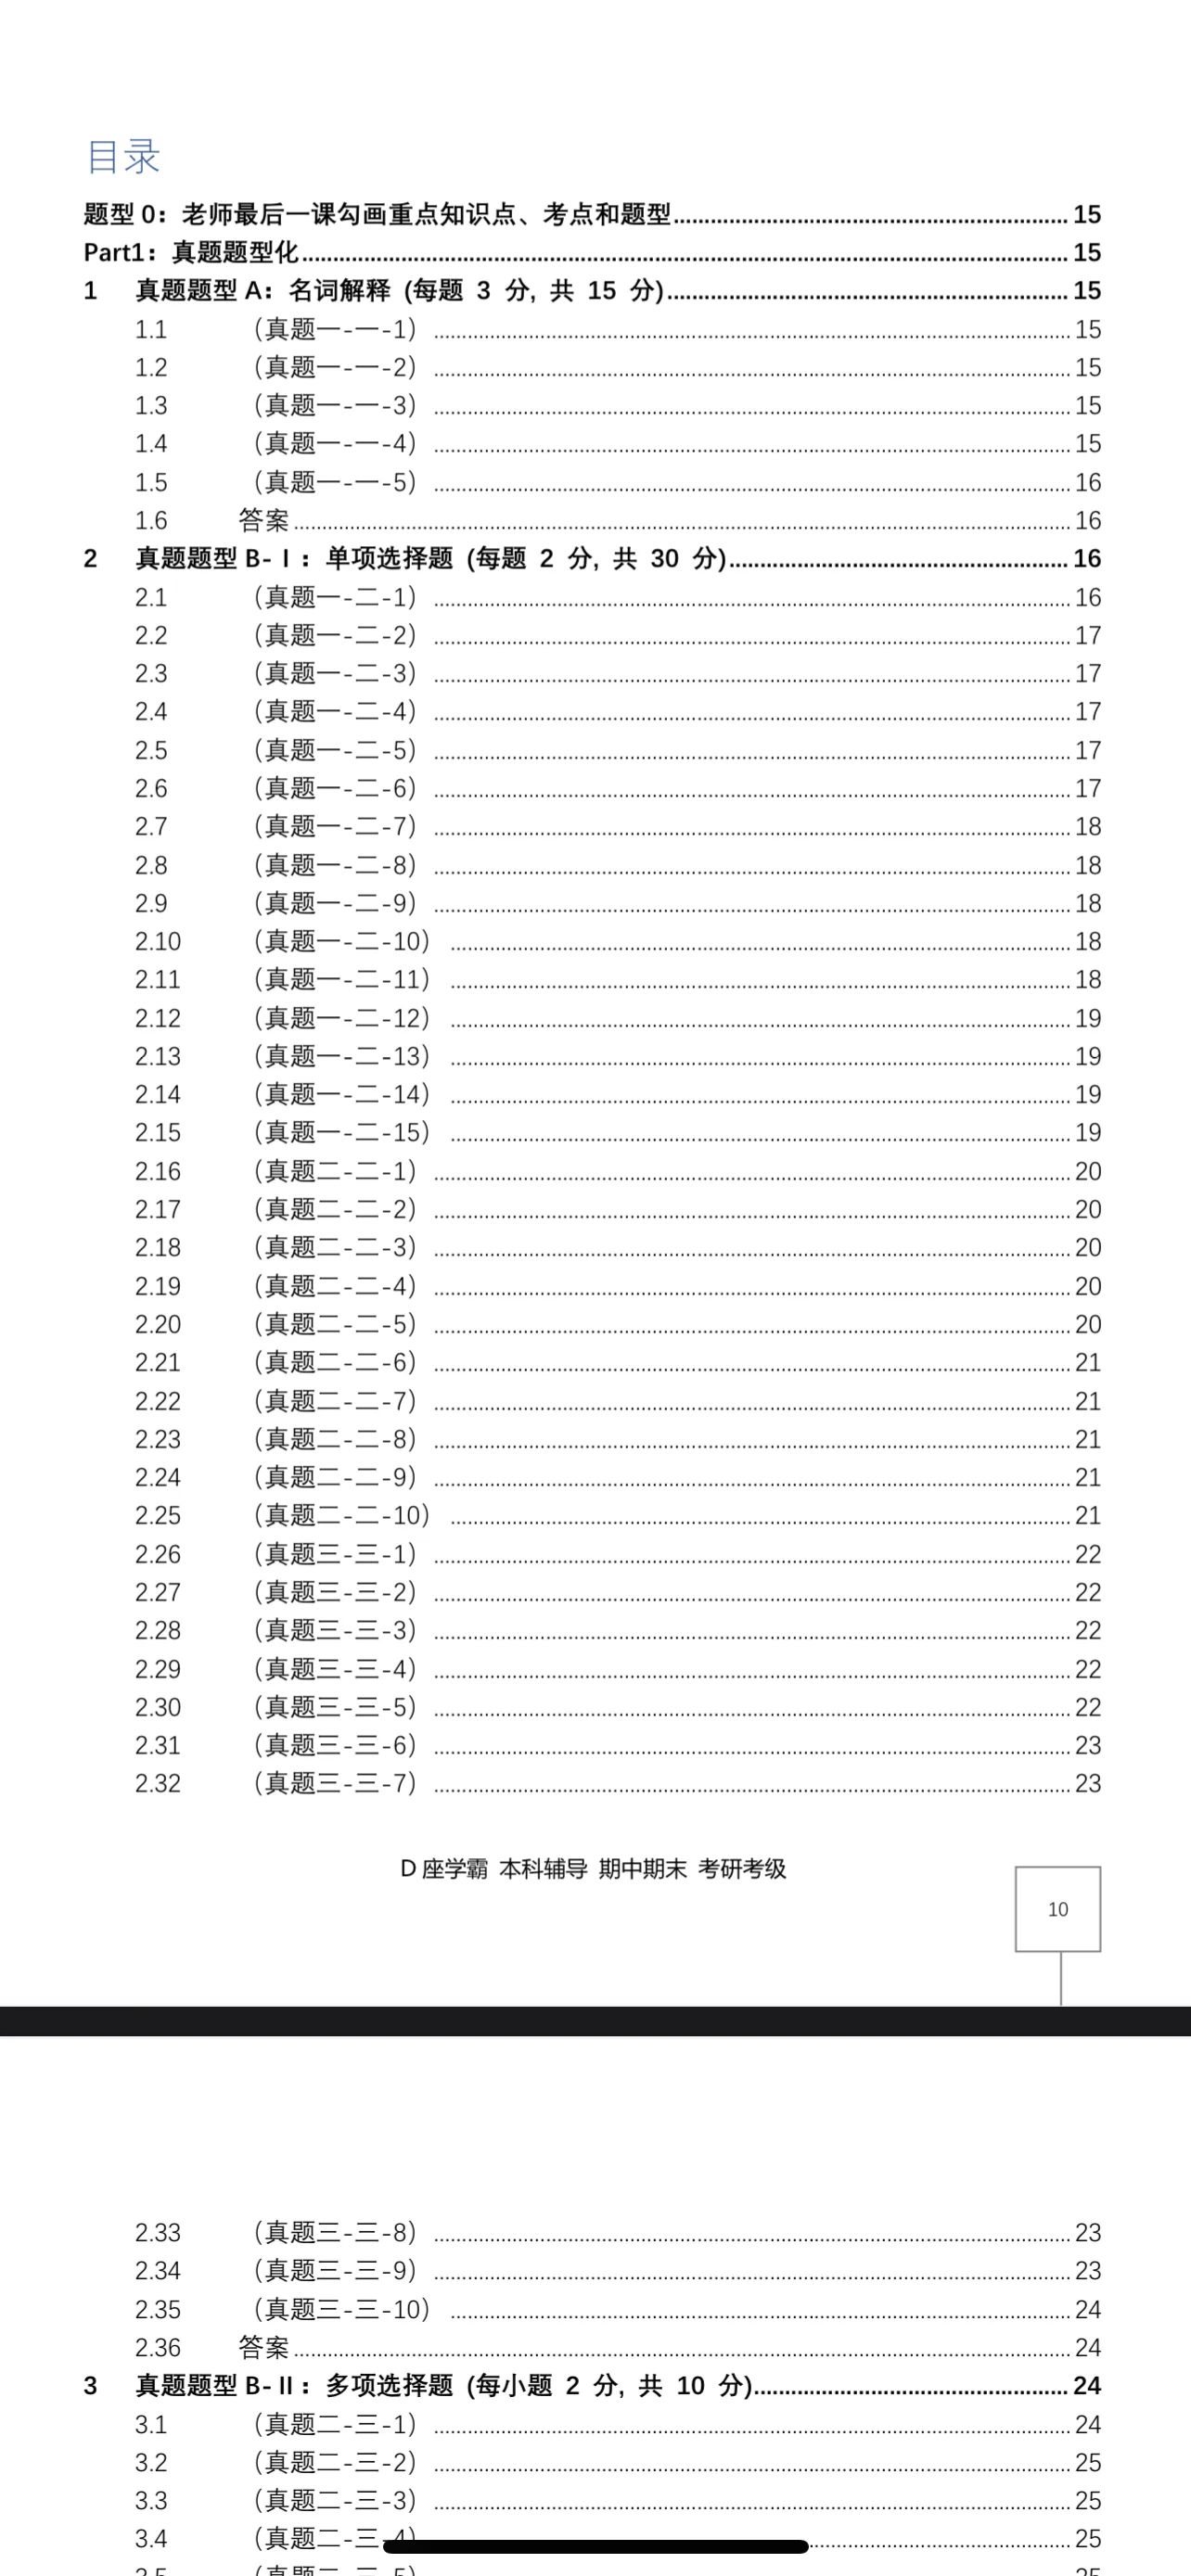 目录
题型 0：老师最后一课勾画重点知识点、考点和题型 15
Part1：真题题型化 15
1 真题题型 A：名词解释 (每题 3 分, 共 15 分) 15
1.1 （真题一-一-1） 15
1.2 （真题一-一-2） 15
1.3 （真题一-一-3） 15
1.4 （真题一-一-4） 15
1.5 （真题一-一-5） 16
1.6 答案 16
2 真题题型 B-Ⅰ：单项选择题 (每题 2 分, 共 30 分) 16
2.1 （真题一-二-1） 16
2.2 （真题一-二-2） 17
2.3 （真题一-二-3） 17
2.4 （真题一-二-4） 17
2.5 （真题一-二-5） 17
2.6 （真题一-二-6） 17
2.7 （真题一-二-7） 18
2.8 （真题一-二-8） 18
2.9 （真题一-二-9） 18
2.10 （真题一-二-10） 18
2.11 （真题一-二-11） 18
2.12 （真题一-二-12） 19
2.13 （真题一-二-13） 19
2.14 （真题一-二-14） 19
2.15 （真题一-二-15） 19
2.16 （真题二-二-1） 20
2.17 （真题二-二-2） 20
2.18 （真题二-二-3） 20
2.19 （真题二-二-4） 20
2.20 （真题二-二-5） 20
2.21 （真题二-二-6） 21
2.22 （真题二-二-7） 21
2.23 （真题二-二-8） 21
2.24 （真题二-二-9） 21
2.25 （真题二-二-10） 21
2.26 （真题三-三-1） 22
2.27 （真题三-三-2） 22
2.28 （真题三-三-3） 22
2.29 （真题三-三-4） 22
2.30 （真题三-三-5） 22
2.31 （真题三-三-6） 23
2.32 （真题三-三-7） 23
D 座学霸 本科辅导 期中期末 考研考级
10
2.33 （真题三-三-8） 23
2.34 （真题三-三-9） 23
2.35 （真题三-三-10） 24
2.36 答案 24
3 真题题型 B-Ⅱ：多项选择题 (每小题 2 分, 共 10 分) 24
3.1 （真题二-三-1） 24
3.2 （真题二-三-2） 25
3.3 （真题二-三-3） 25
3.4 （真题二-三-4） 25